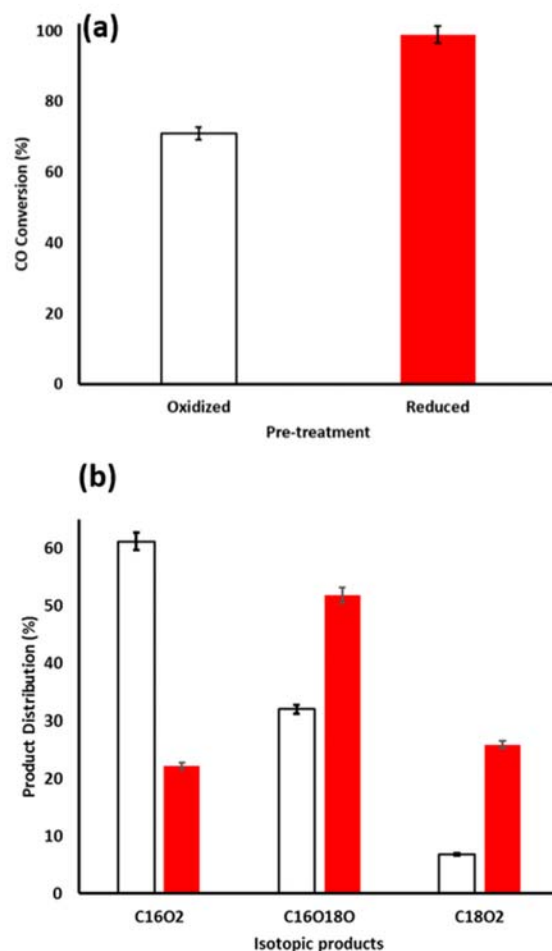 (a)
CO Conversion (%)
100
80
60
40
20
0
Oxidized Reduced
Pre-treatment
(b)
Product Distribution (%)
60
50
40
30
20
10
0
C16O2 C16O18O C18O2
Isotopic products